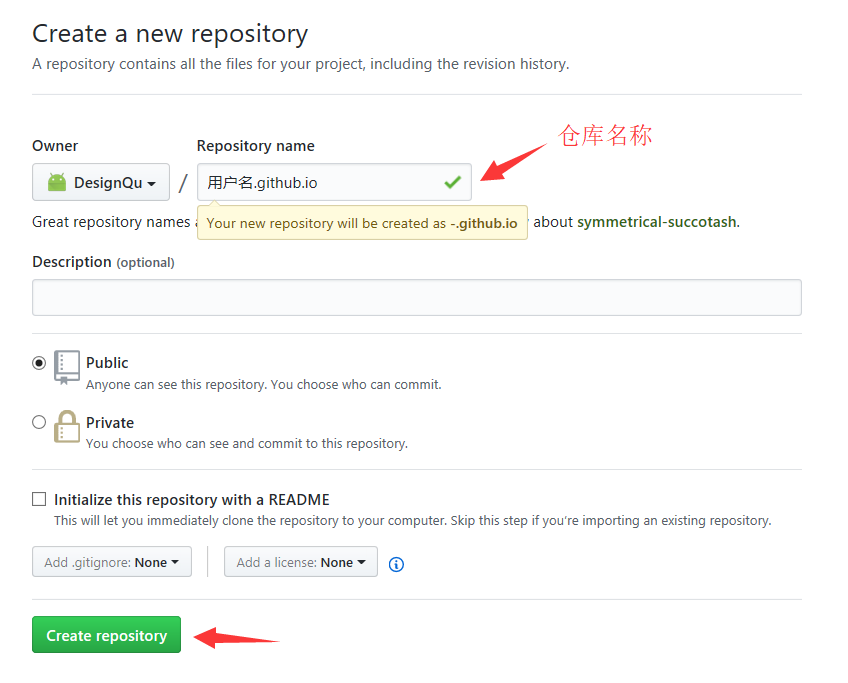 Create a new repository
A repository contains all the files for your project, including the revision history.
Owner
Repository name
仓库名称
DesignQu / 用户名.github.io
Great repository names a
Your new repository will be created as -.github.io
about symmetrical-succotash.
Description (optional)
Public
Anyone can see this repository. You choose who can commit.
Private
You choose who can see and commit to this repository.
Initialize this repository with a README
This will let you immediately clone the repository to your computer. Skip this step if you’re importing an existing repository.
Add .gitignore: None
Add a license: None
Create repository